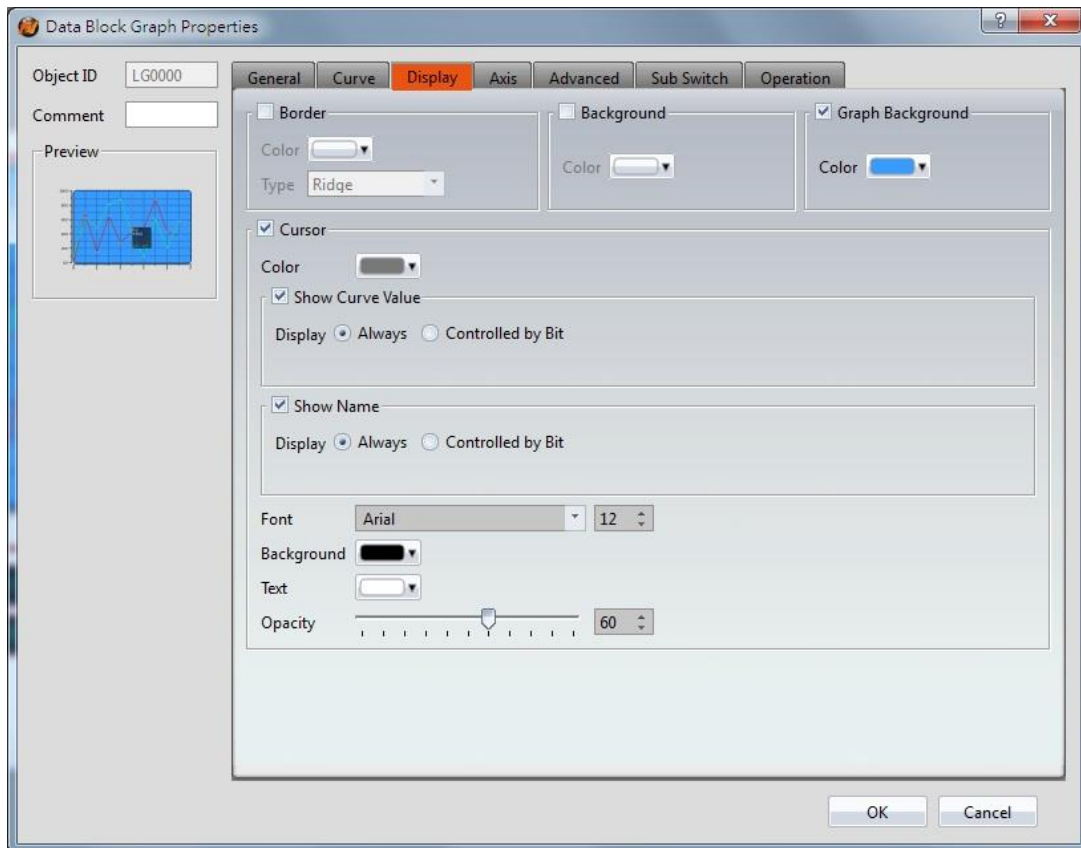 Data Block Graph Properties
Object ID LG0000
Comment
Preview
General Curve Display Axis Advanced Sub Switch Operation
Border
Color
Type Ridge
Background
Color
Graph Background
Color
Cursor
Color
Show Curve Value
Display Always Controlled by Bit
Show Name
Display Always Controlled by Bit
Font Arial 12
Background
Text
Opacity 60
OK Cancel